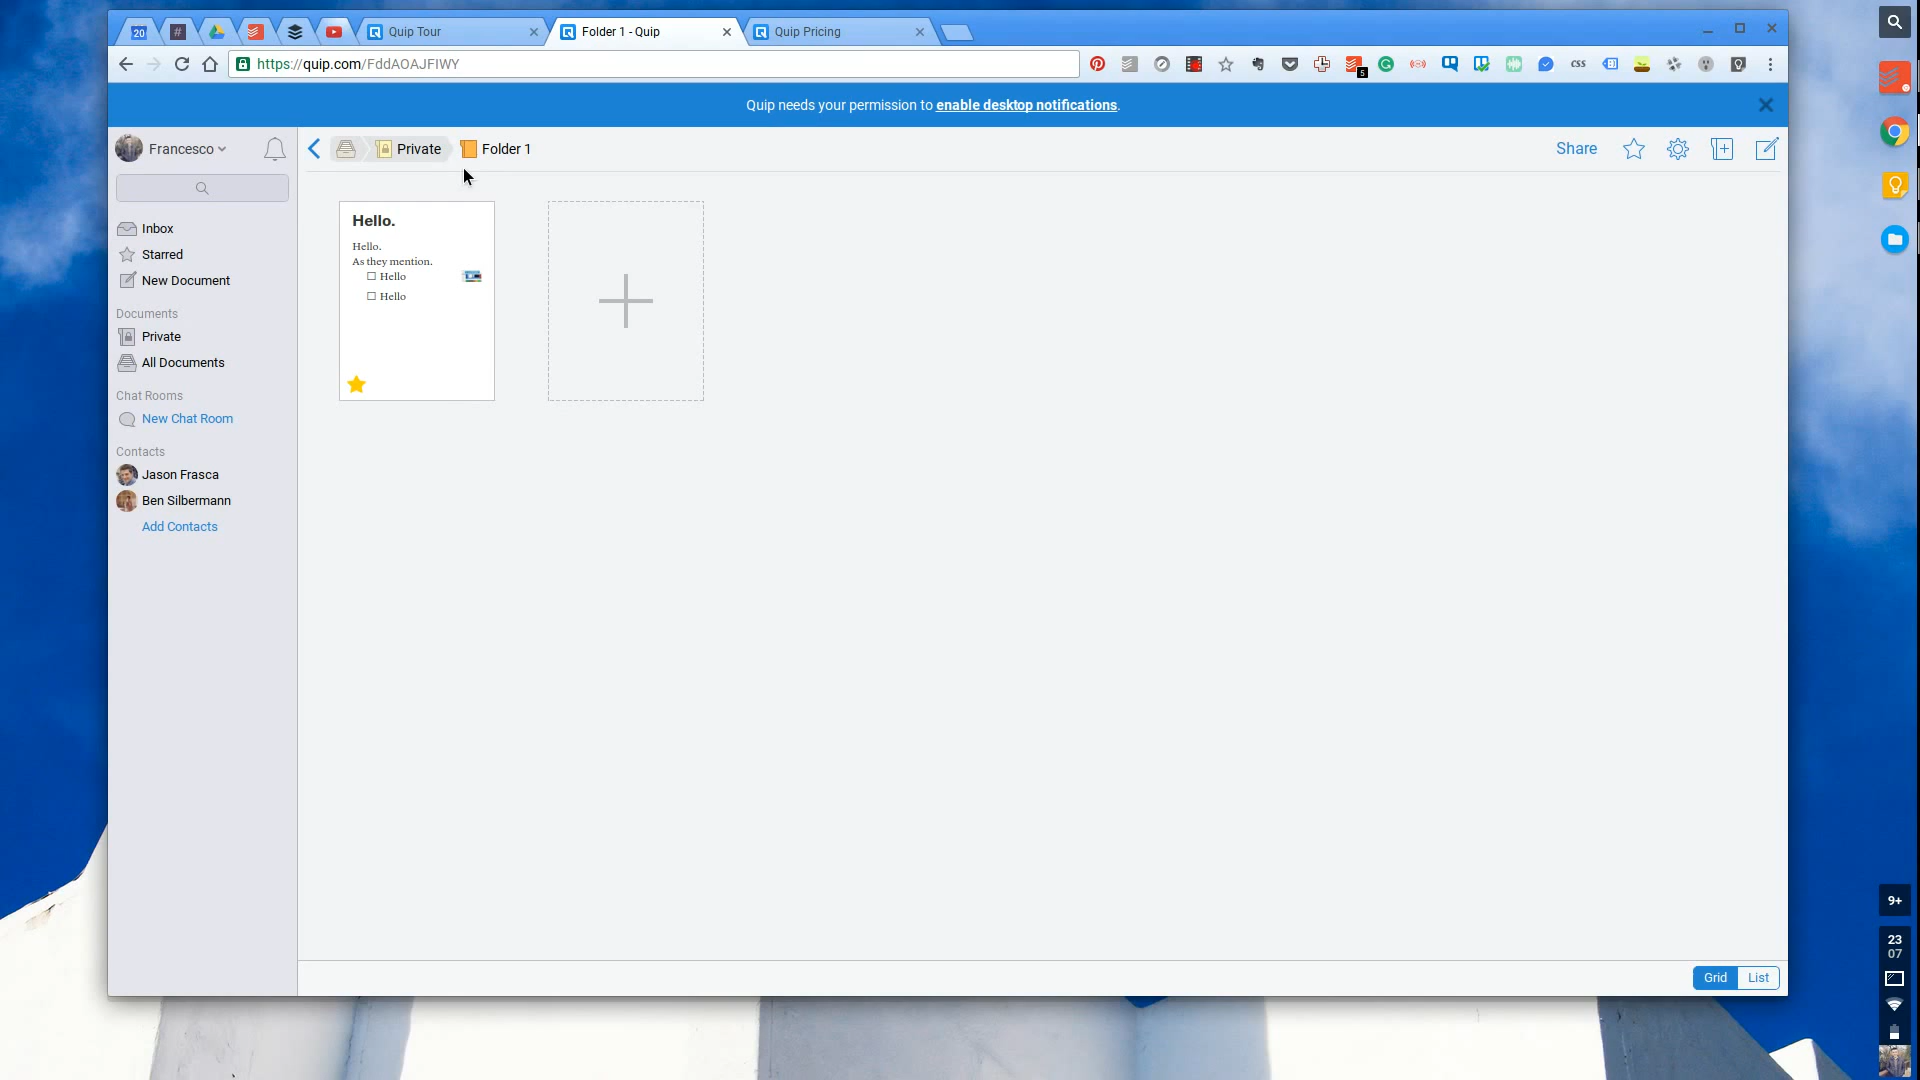 20 # Quip Tour Folder 1 - Quip Quip Pricing
https://quip.com/FddAOAJFIWY 5 css
Quip needs your permission to enable desktop notifications.
Francesco Private Folder 1 Share
Inbox
Starred
New Document
Documents
Private
All Documents
Chat Rooms
New Chat Room
Contacts
Jason Frasca
Ben Silbermann
Add Contacts
Hello.
Hello.
As they mention.
Hello
Hello
Grid List
9+
23
07